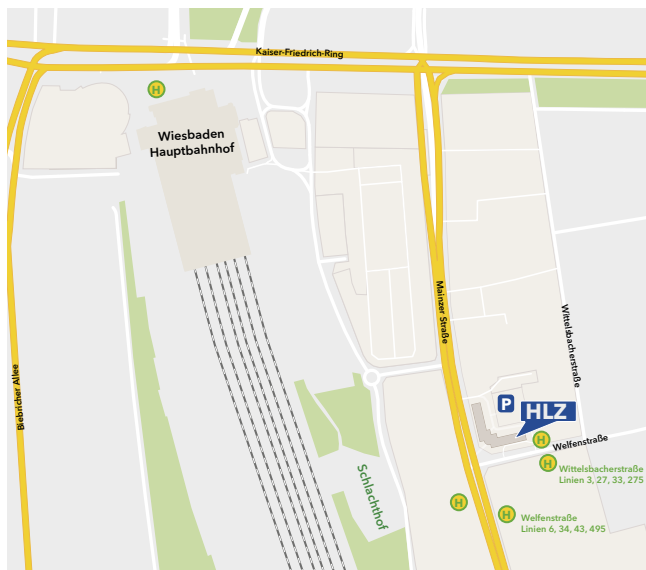 Kaiser-Friedrich-Ring
H
Wiesbaden
Hauptbahnhof
Mainzer Straße
Wittelsbacherstraße
Biebricher Allee
P
HLZ
H
Welfenstraße
H
Wittelsbacherstraße
Linien 3, 27, 33, 275
Schlachthof
H
H
Welfenstraße
Linien 6, 34, 43, 495